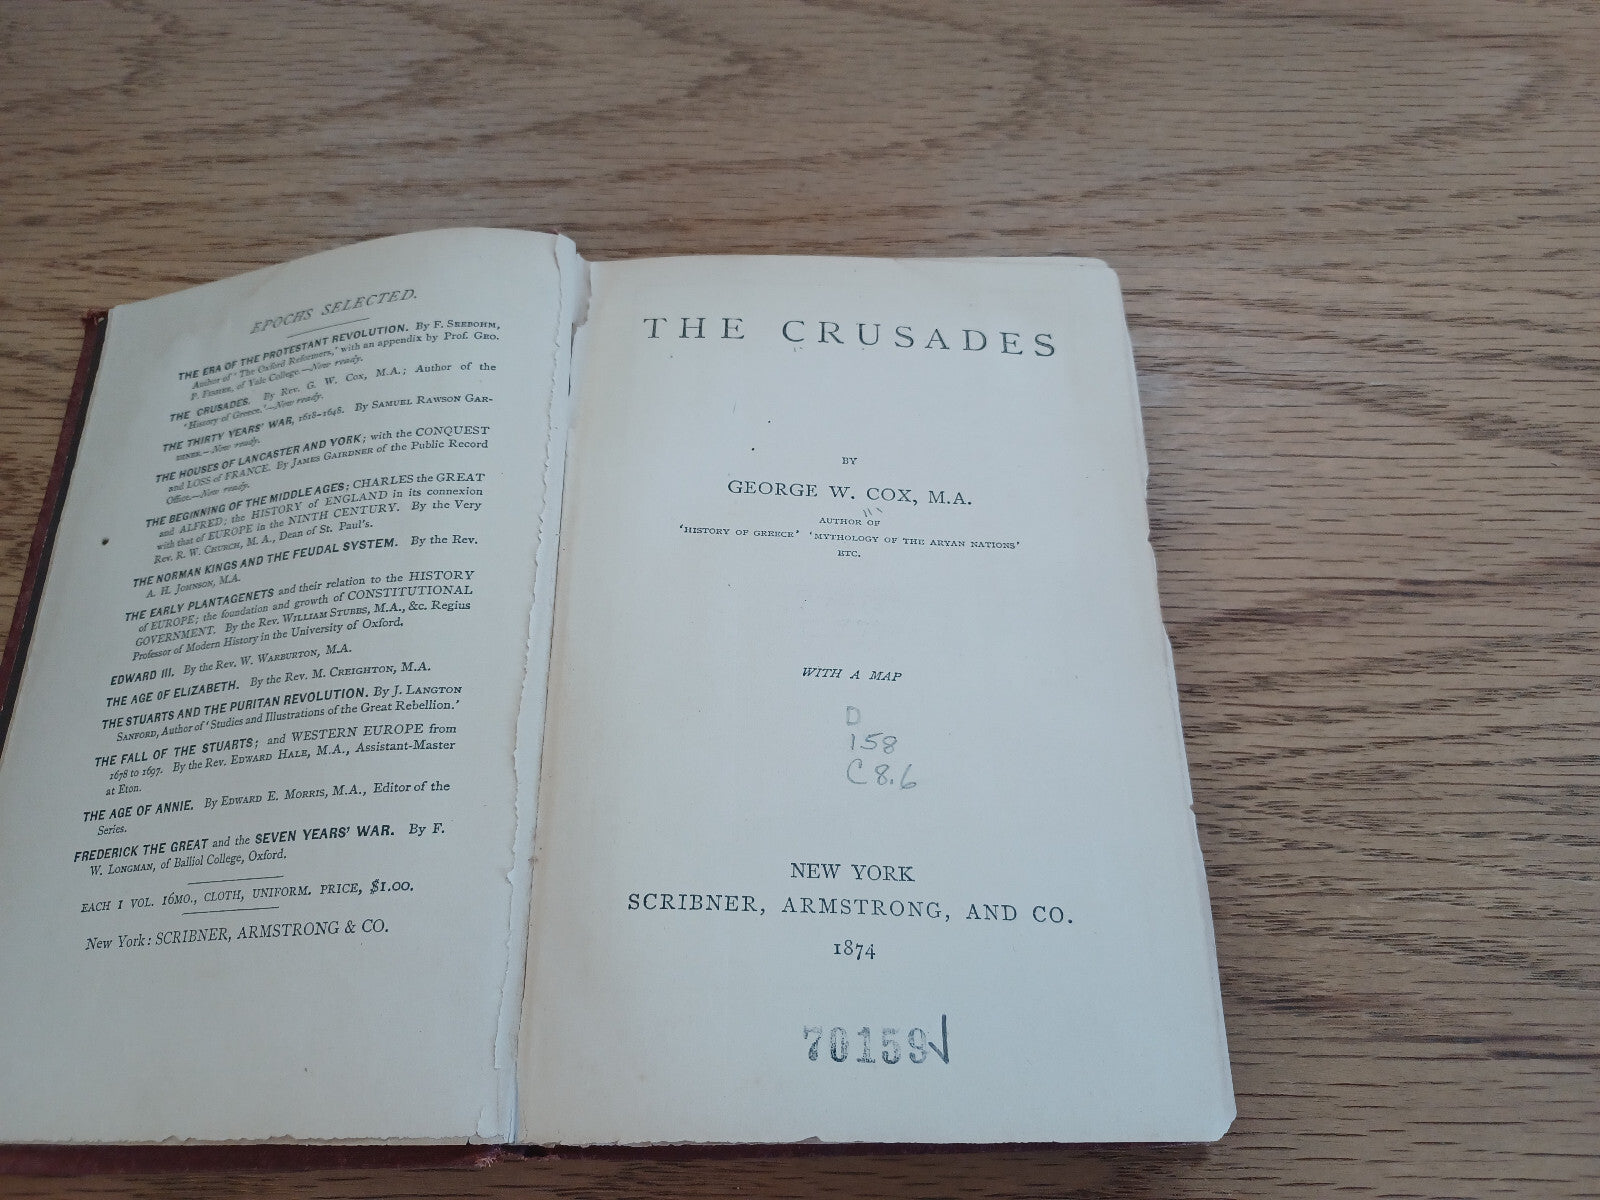 EPOCHS SELECTED.
THE ERA OF THE PROTESTANT REVOLUTION. By F. SEEBOHM,
Author of 'The Oxford Reformers,' with an appendix by Prof. GEO.
P. FISHER, of Yale College.—Now ready.
THE CRUSADES. By Rev. G. W. COX, M.A.; Author of the
'History of Greece.'—Now ready.
THE THIRTY YEARS' WAR, 1618-1648. By SAMUEL RAWSON GAR-
DINER.—Now ready.
THE HOUSES OF LANCASTER AND YORK; with the CONQUEST
and LOSS of FRANCE. By JAMES GAIRDNER of the Public Record
Office.—Now ready.
THE BEGINNING OF THE MIDDLE AGES; CHARLES the GREAT
and ALFRED; the HISTORY of ENGLAND in its connexion
with that of EUROPE in the NINTH CENTURY. By the Very
Rev. R. W. CHURCH, M. A., Dean of St. Paul's.
THE NORMAN KINGS AND THE FEUDAL SYSTEM. By the Rev.
A. H. JOHNSON, M.A.
THE EARLY PLANTAGENETS and their relation to the HISTORY
of EUROPE; the foundation and growth of CONSTITUTIONAL
GOVERNMENT. By the Rev. WILLIAM STUBBS, M.A., &c. Regius
Professor of Modern History in the University of Oxford.
EDWARD III. By the Rev. W. WARBURTON, M.A.
THE AGE OF ELIZABETH. By the Rev. M. CREIGHTON, M.A.
THE STUARTS AND THE PURITAN REVOLUTION. By J. LANGTON
SANFORD, Author of 'Studies and Illustrations of the Great Rebellion.'
THE FALL OF THE STUARTS; and WESTERN EUROPE from
1678 to 1697. By the Rev. EDWARD HALE, M.A., Assistant-Master
at Eton.
THE AGE OF ANNIE. By EDWARD E. MORRIS, M.A., Editor of the
Series.
FREDERICK THE GREAT and the SEVEN YEARS' WAR. By F.
W. LONGMAN, of Balliol College, Oxford.
EACH 1 VOL. 16MO., CLOTH, UNIFORM. PRICE, $1.00.
New York: SCRIBNER, ARMSTRONG & CO.
THE CRUSADES
BY
GEORGE W. COX, M.A.
AUTHOR OF
'HISTORY OF GREECE' 'MYTHOLOGY OF THE ARYAN NATIONS'
ETC.
WITH A MAP
D
158
C8.6
NEW YORK
SCRIBNER, ARMSTRONG, AND CO.
1874
70159